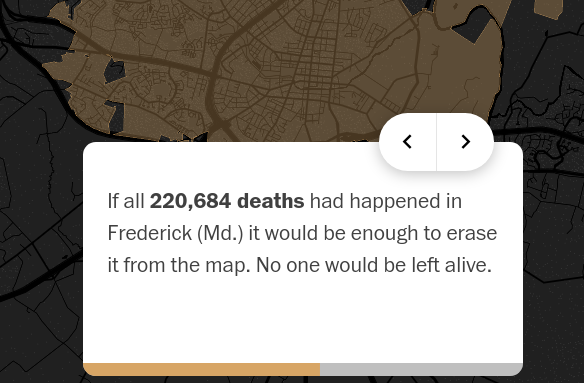 If all 220,684 deaths had happened in
Frederick (Md.) it would be enough to erase
it from the map. No one would be left alive.